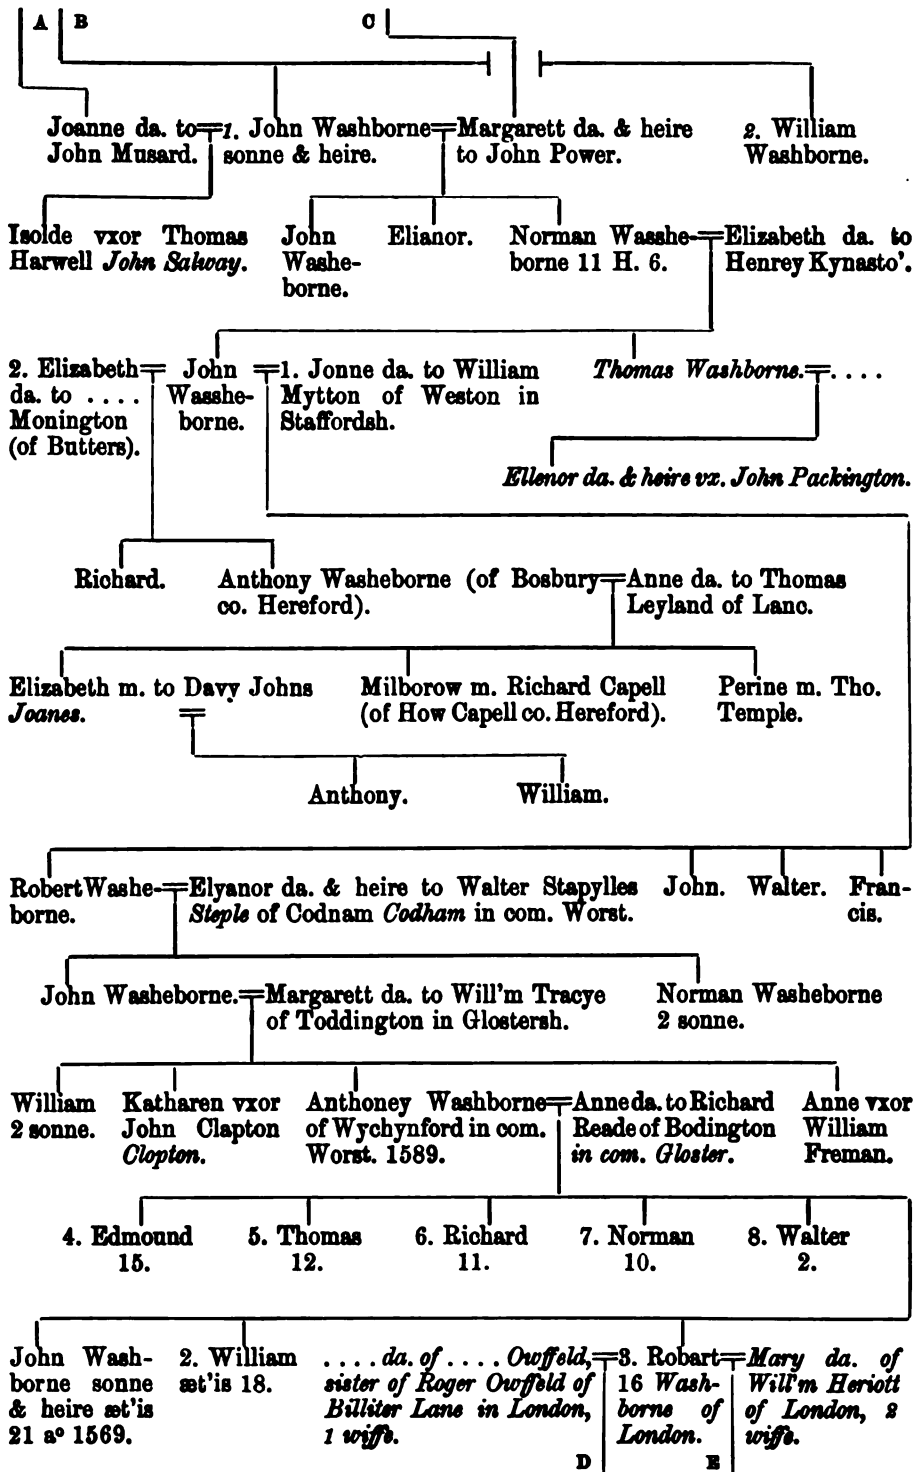 A B C
Joanne da. to
John Musard.
1. John Washborne
sonne & heire.
Margarett da. & heire
to John Power.
2. William
Washborne.
Isolde vxor Thomas
Harwell John Salway.
John
Washe-
borne.
Elianor.
Norman Wasshe-
borne 11 H. 6.
Elizabeth da. to
Henrey Kynasto'.
2. Elizabeth
da. to ....
Monington
(of Butters).
John
Wasshe-
borne.
1. Jonne da. to William
Mytton of Weston in
Staffordsh.
Thomas Washborne.
....
Ellenor da. & heire vx. John Packington.
Richard.
Anthony Washeborne (of Bosbury
co. Hereford).
Anne da. to Thomas
Leyland of Lanc.
Elizabeth m. to Davy Johns
Joanes.
Milborow m. Richard Capell
(of How Capell co. Hereford).
Perine m. Tho.
Temple.
Anthony.
William.
Robert Washe-
borne.
Elyanor da. & heire to Walter Stapylles
Steple of Codnam Codham in com. Worst.
John.
Walter.
Fran-
cis.
John Washeborne.
Margarett da. to Will'm Tracye
of Toddington in Glostersh.
Norman Washeborne
2 sonne.
William
2 sonne.
Katharen vxor
John Clapton
Clopton.
Anthoney Washborne
of Wychynford in com.
Worst. 1589.
Anne da. to Richard
Reade of Bodington
in com. Gloster.
Anne vxor
William
Freman.
4. Edmound
15.
5. Thomas
12.
6. Richard
11.
7. Norman
10.
8. Walter
2.
John Wash-
borne sonne
& heire æt'is
21 aº 1569.
2. William
æt'is 18.
.... da. of .... Owffeld,
sister of Roger Owffeld of
Billiter Lane in London,
1 wiffe.
3. Robart
16 Wash-
borne of
London.
Mary da. of
Will'm Heriott
of London, 2
wiffe.
D E